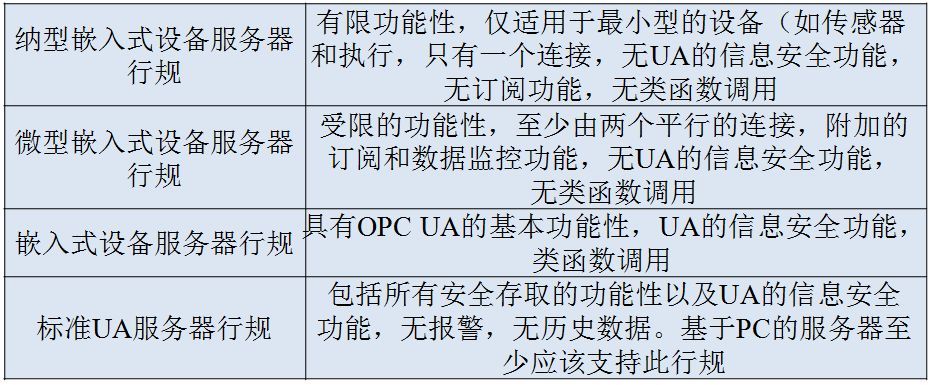 纳型嵌入式设备服务器
行规
有限功能性，仅适用于最小型的设备（如传感器
和执行，只有一个连接，无UA的信息安全功能，
无订阅功能，无类函数调用
微型嵌入式设备服务器
行规
受限的功能性，至少由两个平行的连接，附加的
订阅和数据监控功能，无UA的信息安全功能，
无类函数调用
嵌入式设备服务器行规
具有OPC UA的基本功能性，UA的信息安全功能，
类函数调用
标准UA服务器行规
包括所有安全存取的功能性以及UA的信息安全
功能，无报警，无历史数据。基于PC的服务器至
少应该支持此行规